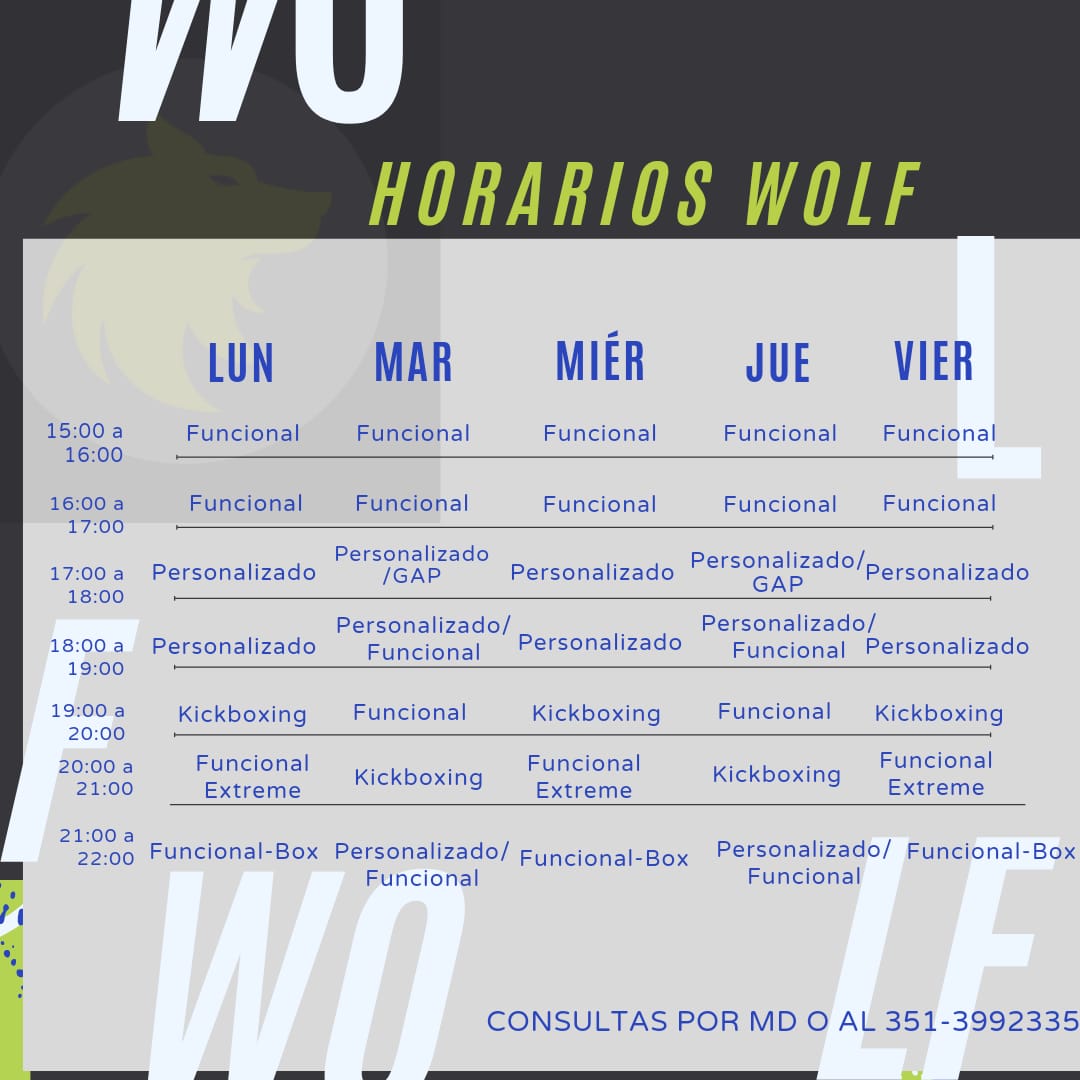 WO
HORARIOS WOLF
L
LUN MAR MIÉR JUE VIER
15:00 a
16:00
Funcional Funcional Funcional Funcional Funcional
16:00 a
17:00
Funcional Funcional Funcional Funcional Funcional
17:00 a
18:00
Personalizado
Personalizado
/GAP
Personalizado
Personalizado/
GAP
Personalizado
18:00 a
19:00
Personalizado
Personalizado/
Funcional
Personalizado
Personalizado/
Funcional
Personalizado
19:00 a
20:00
Kickboxing Funcional Kickboxing Funcional Kickboxing
20:00 a
21:00
Funcional
Extreme
Kickboxing
Funcional
Extreme
Kickboxing
Funcional
Extreme
21:00 a
22:00
Funcional-Box
Personalizado/
Funcional
Funcional-Box
Personalizado/
Funcional
Funcional-Box
F
WO LF
CONSULTAS POR MD O AL 351-3992335